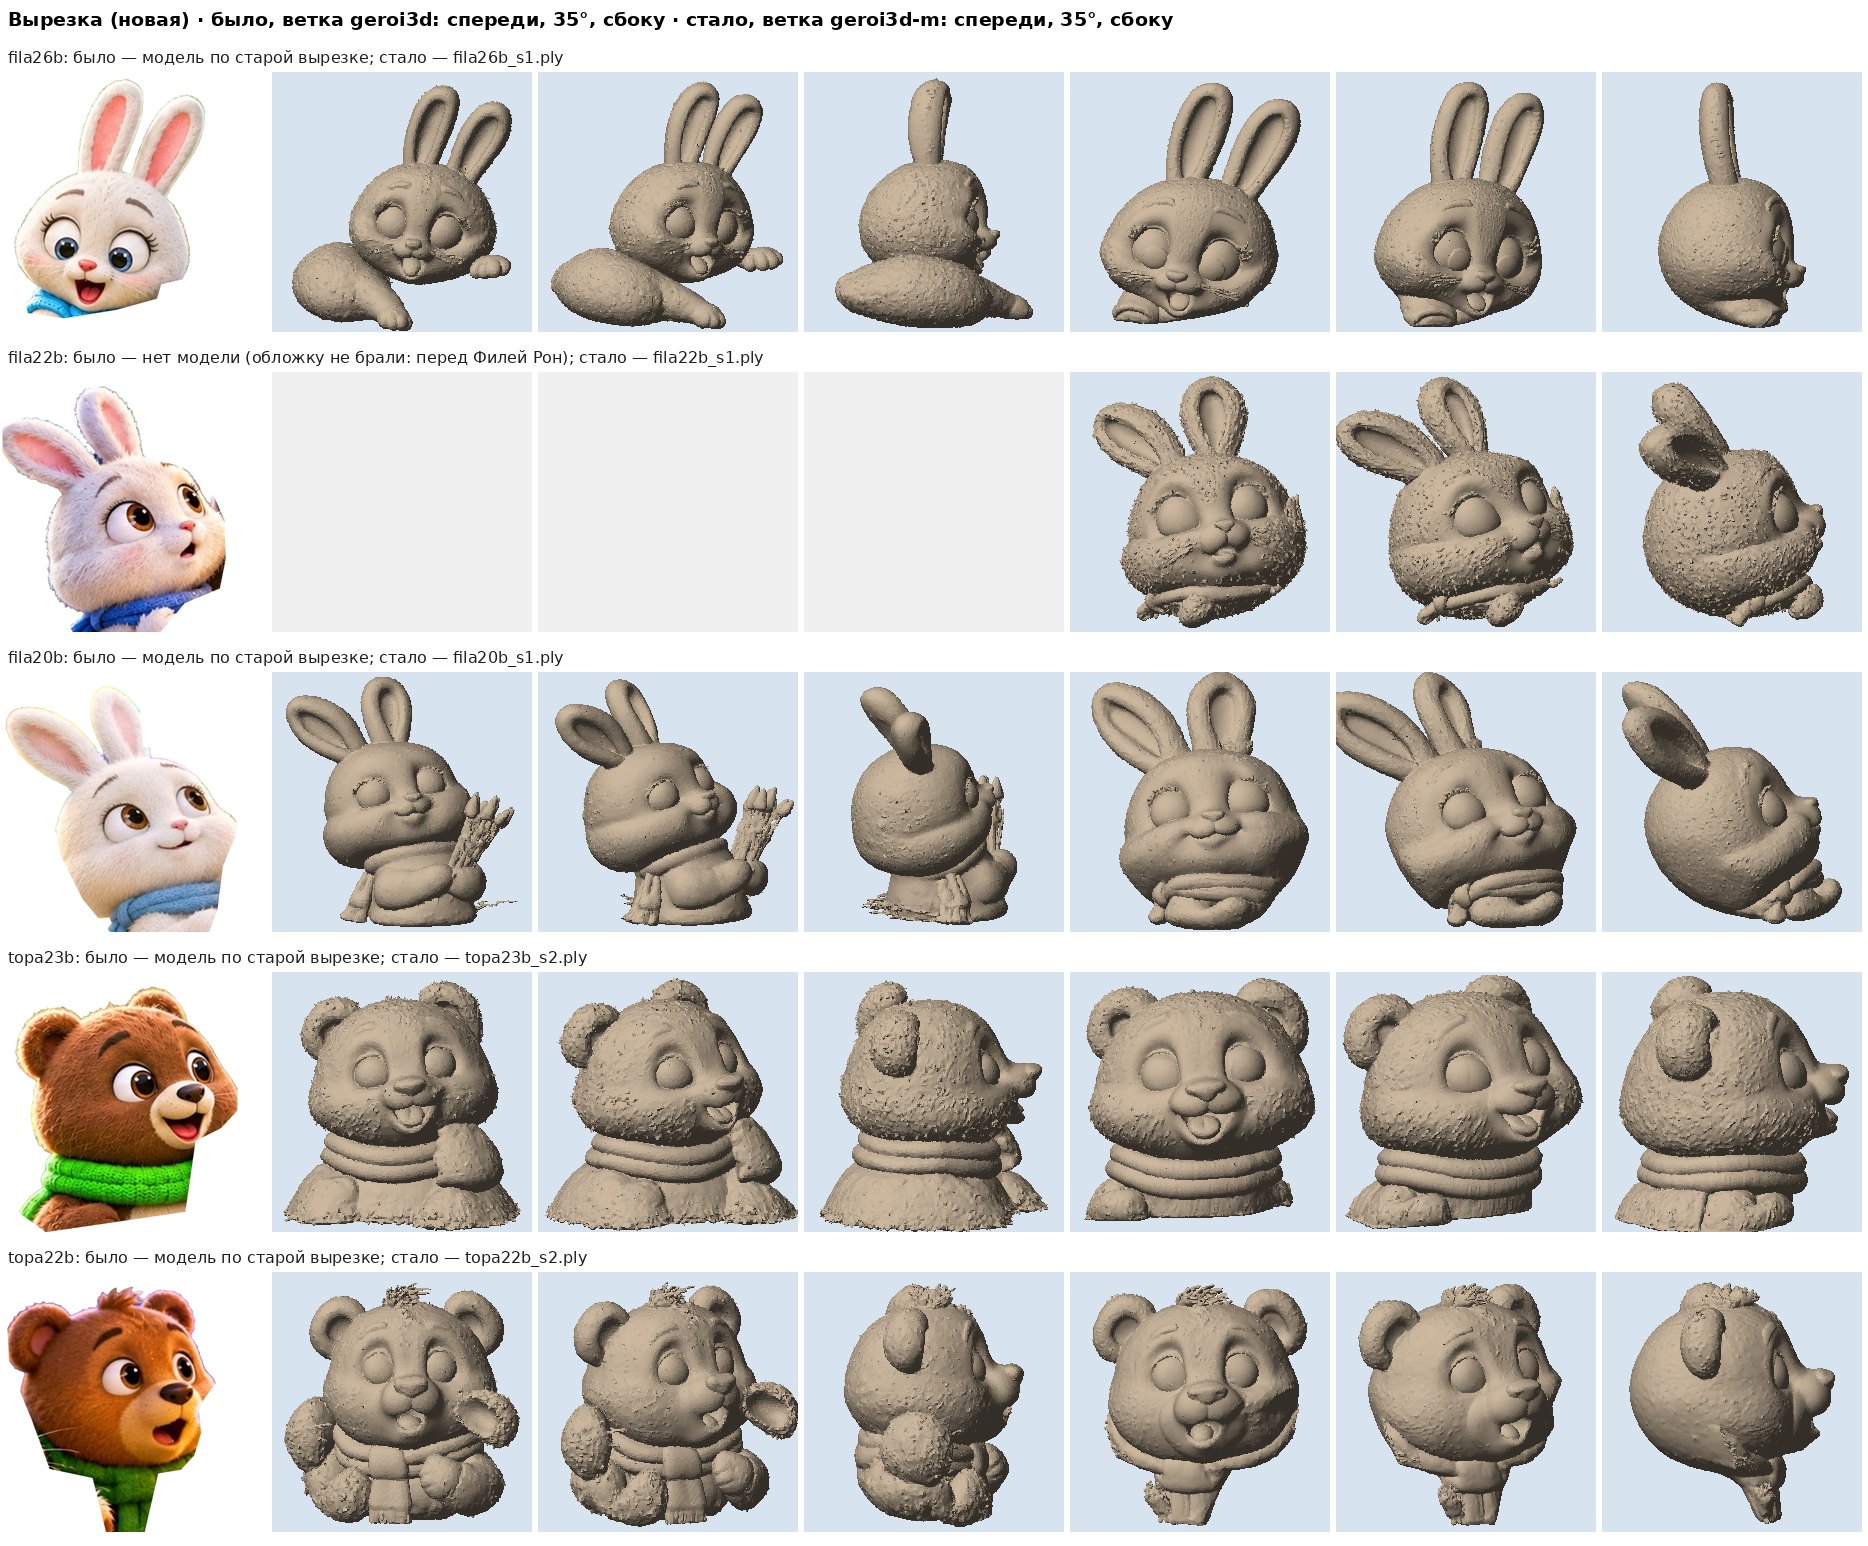 Вырезка (новая) · было, ветка geroi3d: спереди, 35°, сбоку · стало, ветка geroi3d-m: спереди, 35°, сбоку
fila26b: было — модель по старой вырезке; стало — fila26b_s1.ply
fila22b: было — нет модели (обложку не брали: перед Филей Рон); стало — fila22b_s1.ply
fila20b: было — модель по старой вырезке; стало — fila20b_s1.ply
topa23b: было — модель по старой вырезке; стало — topa23b_s2.ply
topa22b: было — модель по старой вырезке; стало — topa22b_s2.ply